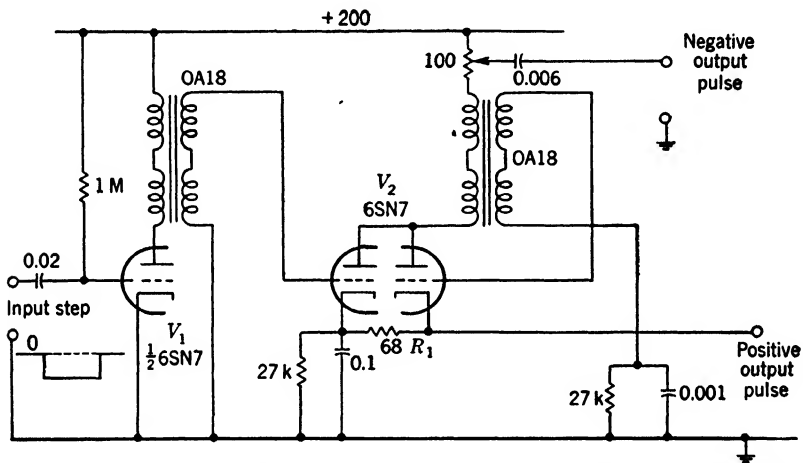 +200
OA18
100
0.006
Negative
output
pulse
1 M
OA18
V2
6SN7
0.02
Input step
0
V1
½6SN7
27 k
0.1
68 R1
27 k
0.001
Positive
output
pulse